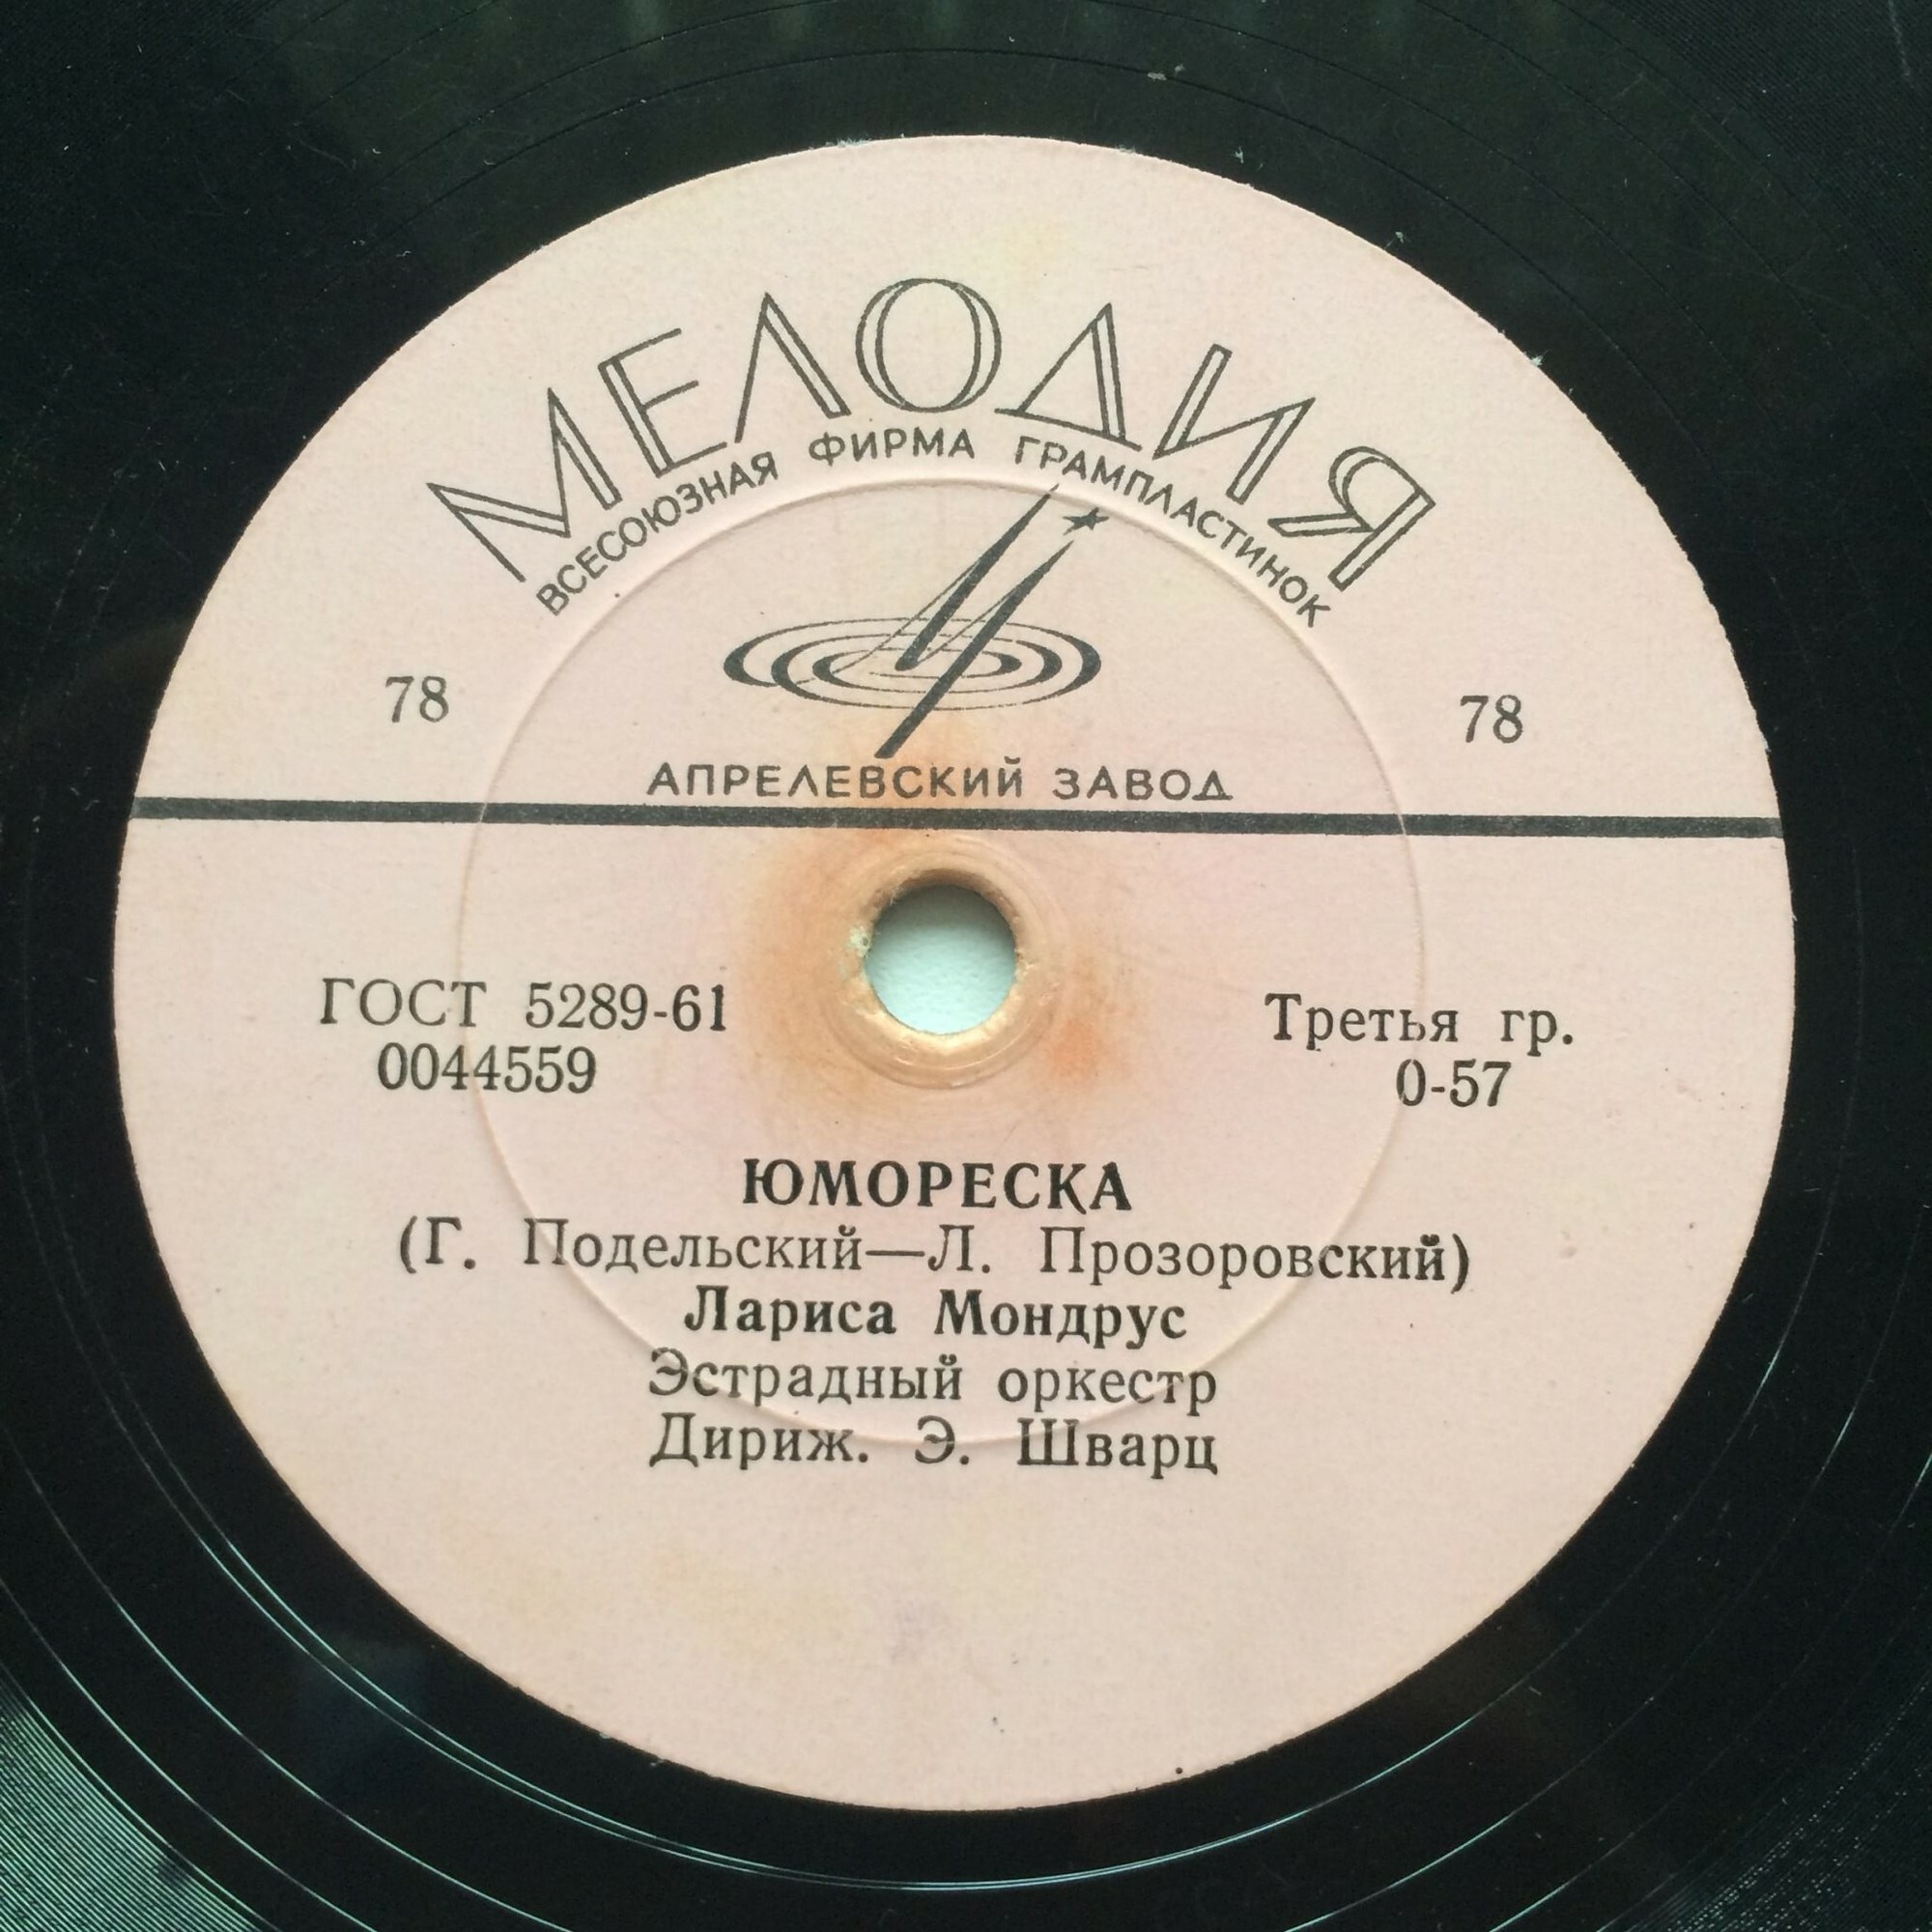 МЕЛОДИЯ
ВСЕСОЮЗНАЯ ФИРМА ГРАМПЛАСТИНОК
78 78
АПРЕЛЕВСКИЙ ЗАВОД
ГОСТ 5289-61 Третья гр.
0044559 0-57
ЮМОРЕСКА
(Г. Подельский—Л. Прозоровский)
Лариса Мондрус
Эстрадный оркестр
Дириж. Э. Шварц